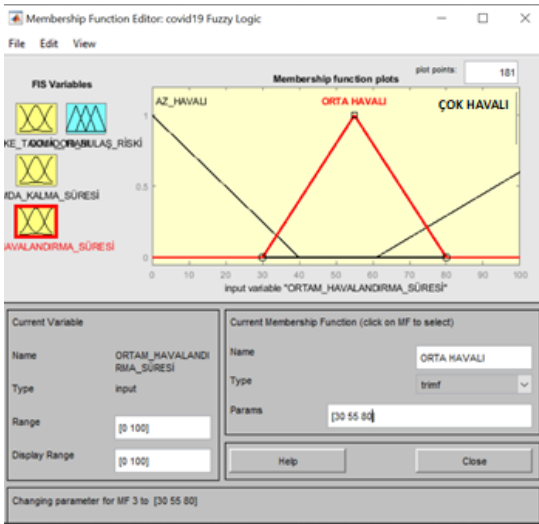 Membership Function Editor: covid19 Fuzzy Logic
File Edit View
FIS Variables
plot points: 181
Membership function plots
AZ_HAVALI ORTA HAVALI ÇOK HAVALI
1
0.5
0
0 10 20 30 40 50 60 70 80 90 100
input variable "ORTAM_HAVALANDIRMA_SÜRESİ"
BULAŞ_RİSKİ
MDA_KALMA_SÜRESİ
AVALANDIRMA_SÜRESİ
Current Variable
Name ORTAM_HAVALANDI
RMA_SÜRESİ
Type input
Range [0 100]
Display Range [0 100]
Current Membership Function (click on MF to select)
Name ORTA HAVALI
Type trimf
Params [30 55 80]
Help Close
Changing parameter for MF 3 to [30 55 80]